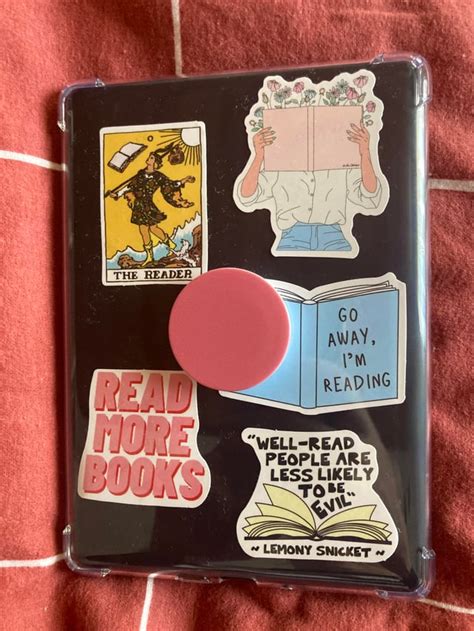 THE READER
GO
AWAY,
I'M
READING
READ
MORE
BOOKS
"WELL-READ
PEOPLE ARE
LESS LIKELY
TO BE
EVIL"
~ LEMONY SNICKET ~